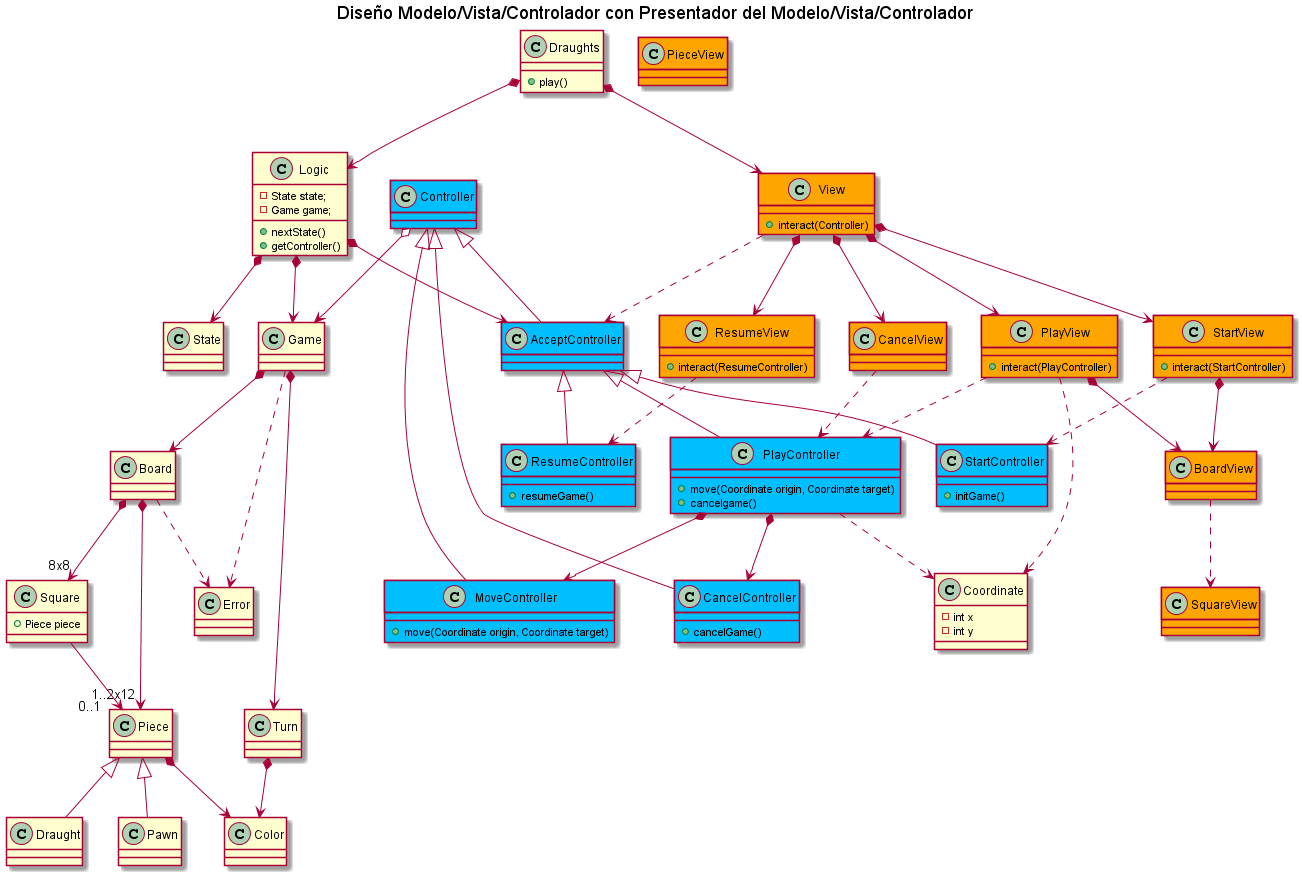 Diseño Modelo/Vista/Controlador con Presentador del Modelo/Vista/Controlador
C Draughts
play()
C PieceView
C Logic
State state;
Game game;
nextState()
getController()
C Controller
C View
interact(Controller)
C State
C Game
C AcceptController
C ResumeView
interact(ResumeController)
C CancelView
C PlayView
interact(PlayController)
C StartView
interact(StartController)
C Board
C ResumeController
resumeGame()
C PlayController
move(Coordinate origin, Coordinate target)
cancelgame()
C StartController
initGame()
C BoardView
8x8
C Square
Piece piece
C Error
C MoveController
move(Coordinate origin, Coordinate target)
C CancelController
cancelGame()
C Coordinate
int x
int y
C SquareView
1..2x12
0..1
C Piece
C Turn
C Draught
C Pawn
C Color